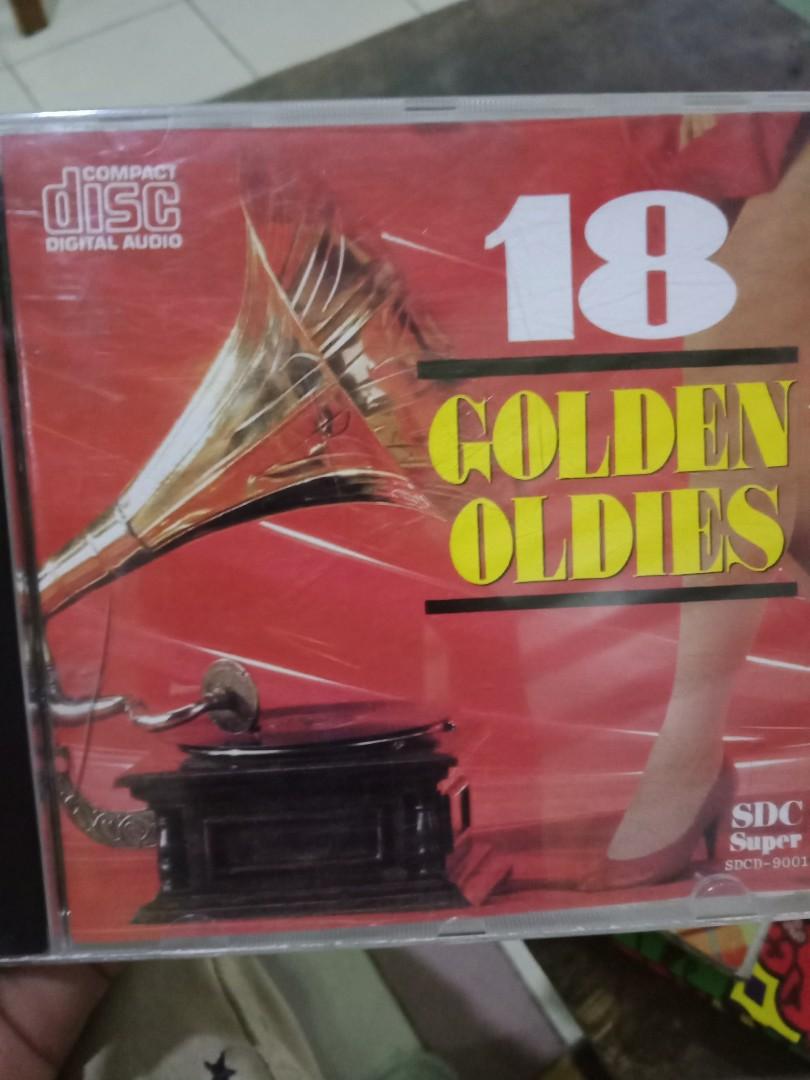 COMPACT
disc
DIGITAL AUDIO
18
GOLDEN
OLDIES
SDC
Super
SDCD-9001